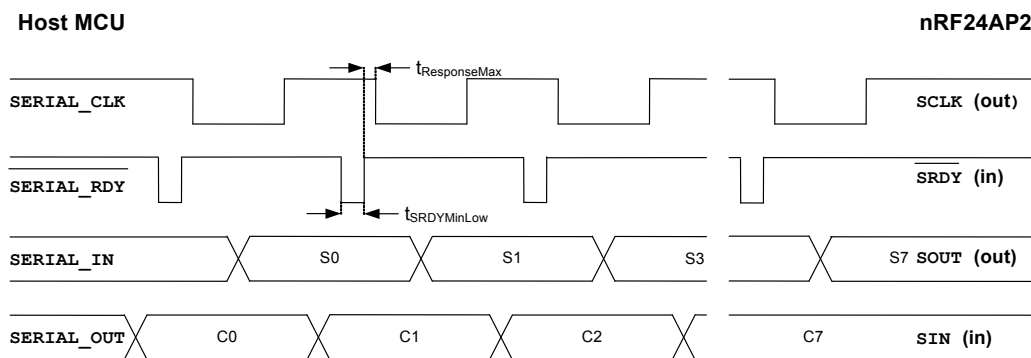 Host MCU nRF24AP2
tResponseMax
SERIAL_CLK SCLK (out)
SERIAL_RDY SRDY (in)
tSRDYMinLow
SERIAL_IN S0 S1 S3 S7 SOUT (out)
SERIAL_OUT C0 C1 C2 C7 SIN (in)